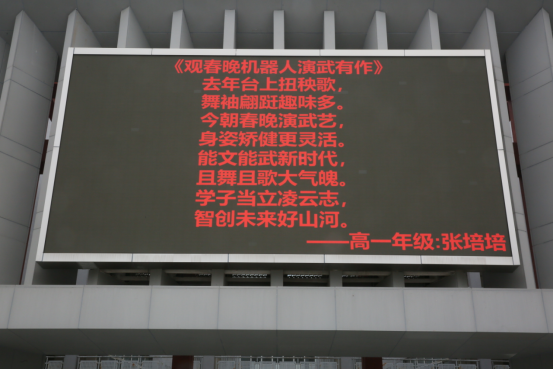 《观春晚机器人演武有作》
去年台上扭秧歌，
舞袖翩跹趣味多。
今朝春晚演武艺，
身姿矫健更灵活。
能文能武新时代，
且舞且歌大气魄。
学子当立凌云志，
智创未来好山河。
——高一年级:张培培